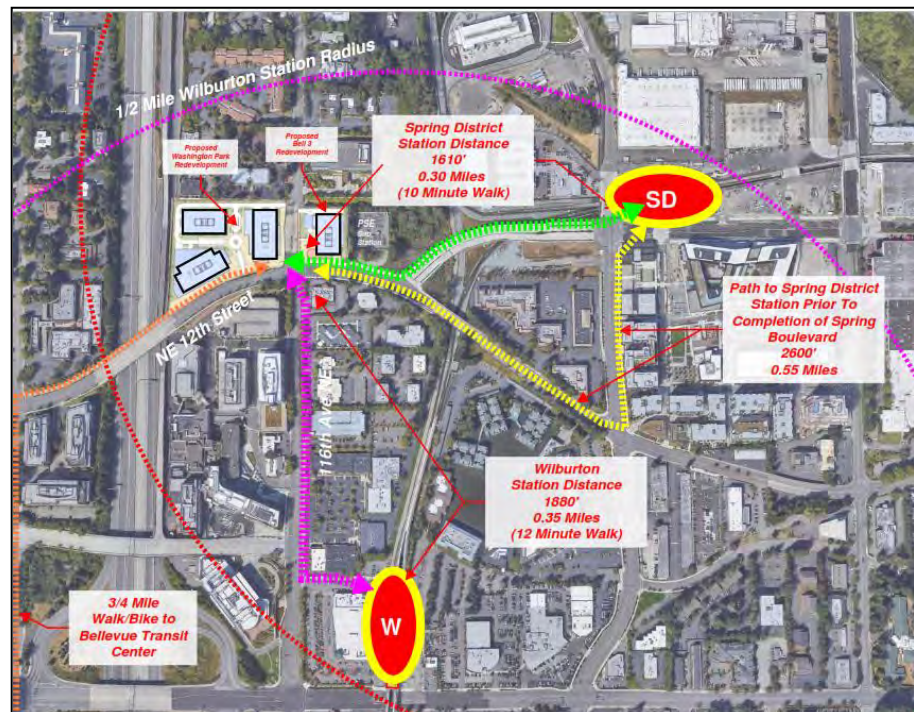 1/2 Mile Wilburton Station Radius
Proposed
Washington Park
Redevelopment
Proposed
Bell 3
Redevelopment
Spring District
Station Distance
1610'
0.30 Miles
(10 Minute Walk)
SD
PSE
Station
NE 12th Street
Path to Spring District
Station Prior To
Completion of Spring
Boulevard
2600'
0.55 Miles
116th Ave NE
Wilburton
Station Distance
1880'
0.35 Miles
(12 Minute Walk)
3/4 Mile
Walk/Bike to
Bellevue Transit
Center
W